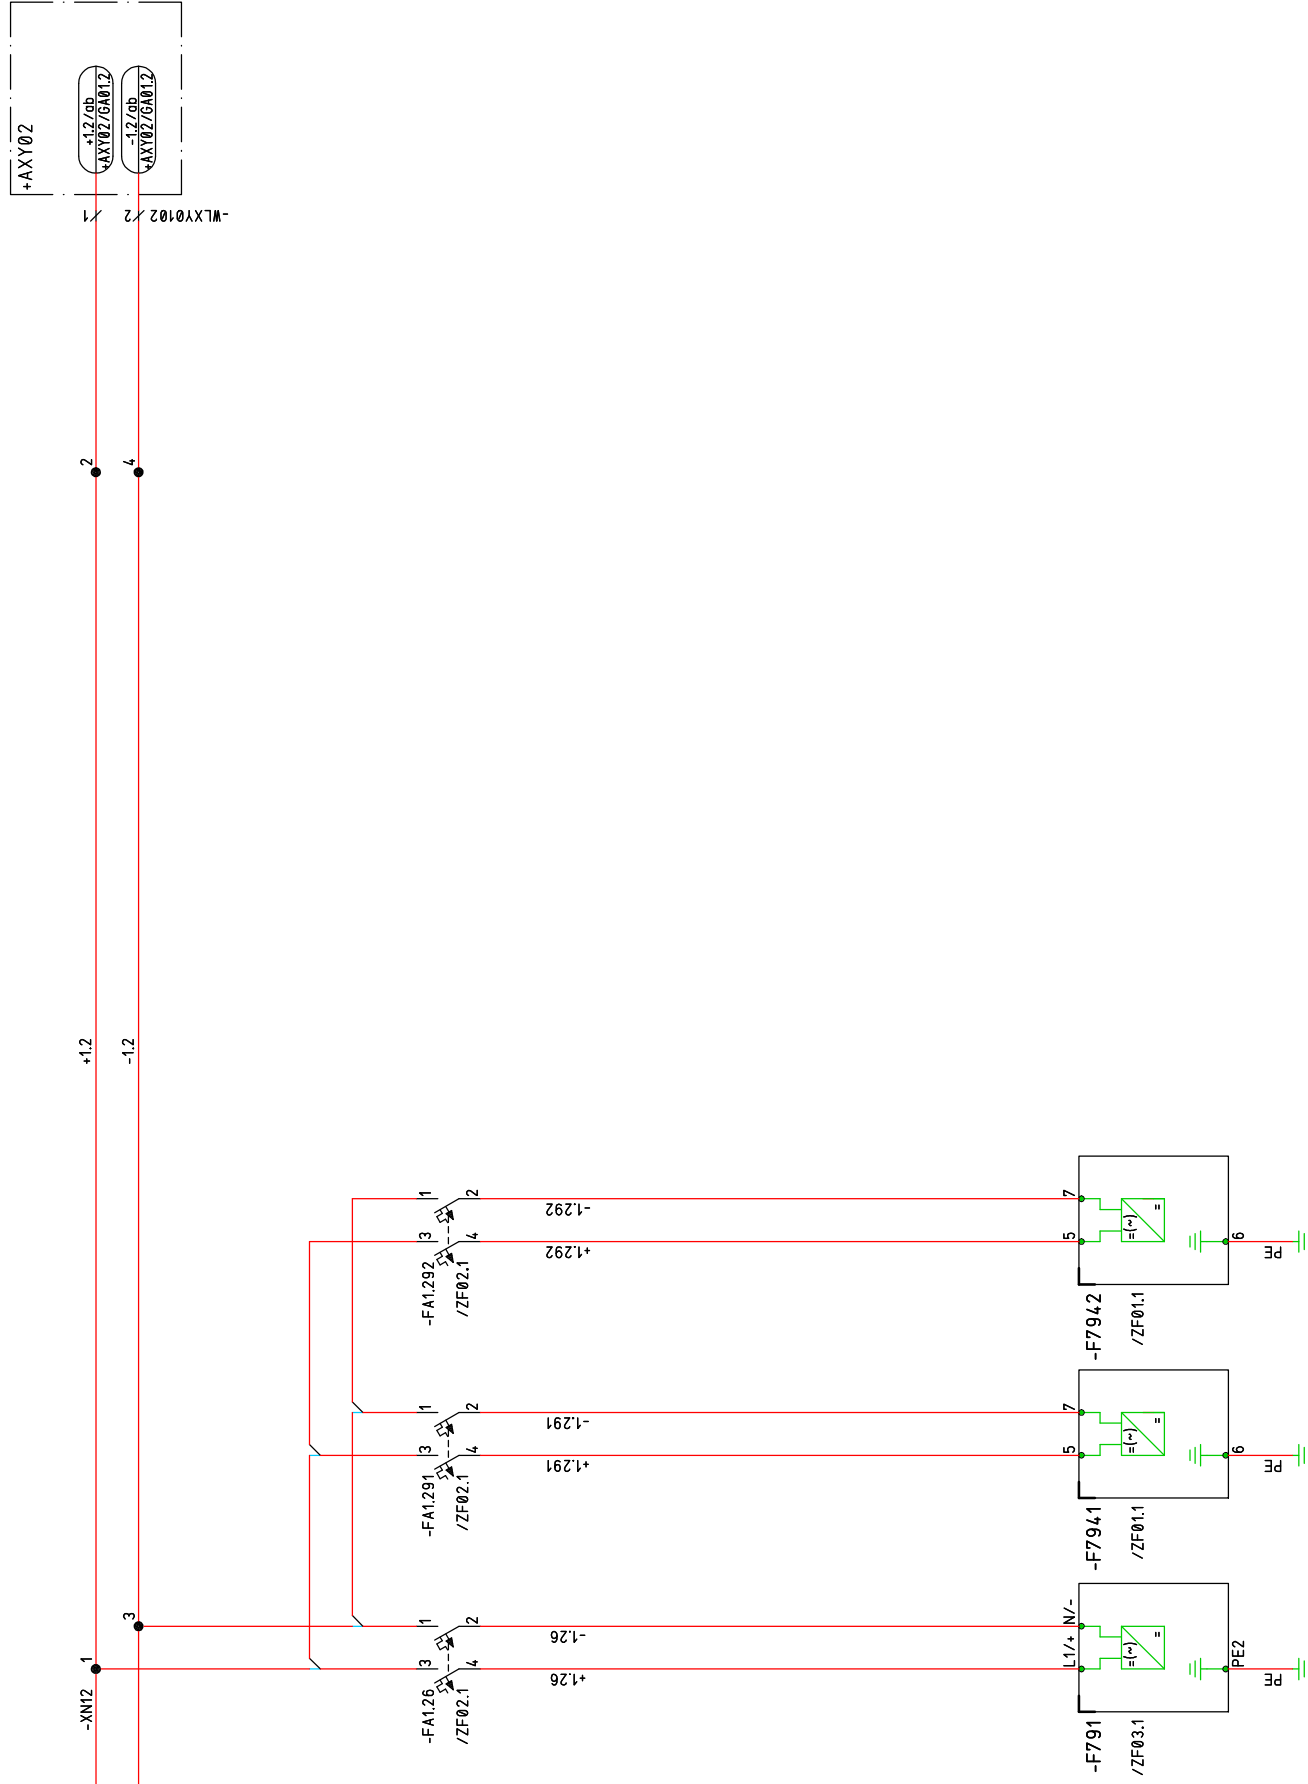 +AXY02
+1.2/ab
+AXY02/GA01.2
-1.2/ab
+AXY02/GA01.2
1
2
-WLXY0102
2
4
+1.2
-1.2
1
2
-1.292
7
3
4
+1.292
5
-FA1.292
/ZF02.1
=(~)
=
6
PE
-F7942
/ZF01.1
1
2
-1.291
7
3
4
+1.291
5
-FA1.291
/ZF02.1
=(~)
=
6
PE
-F7941
/ZF01.1
3
1
-XN12
1
2
-1.26
N/-
3
4
+1.26
L1/+
-FA1.26
/ZF02.1
=(~)
=
PE2
PE
-F791
/ZF03.1